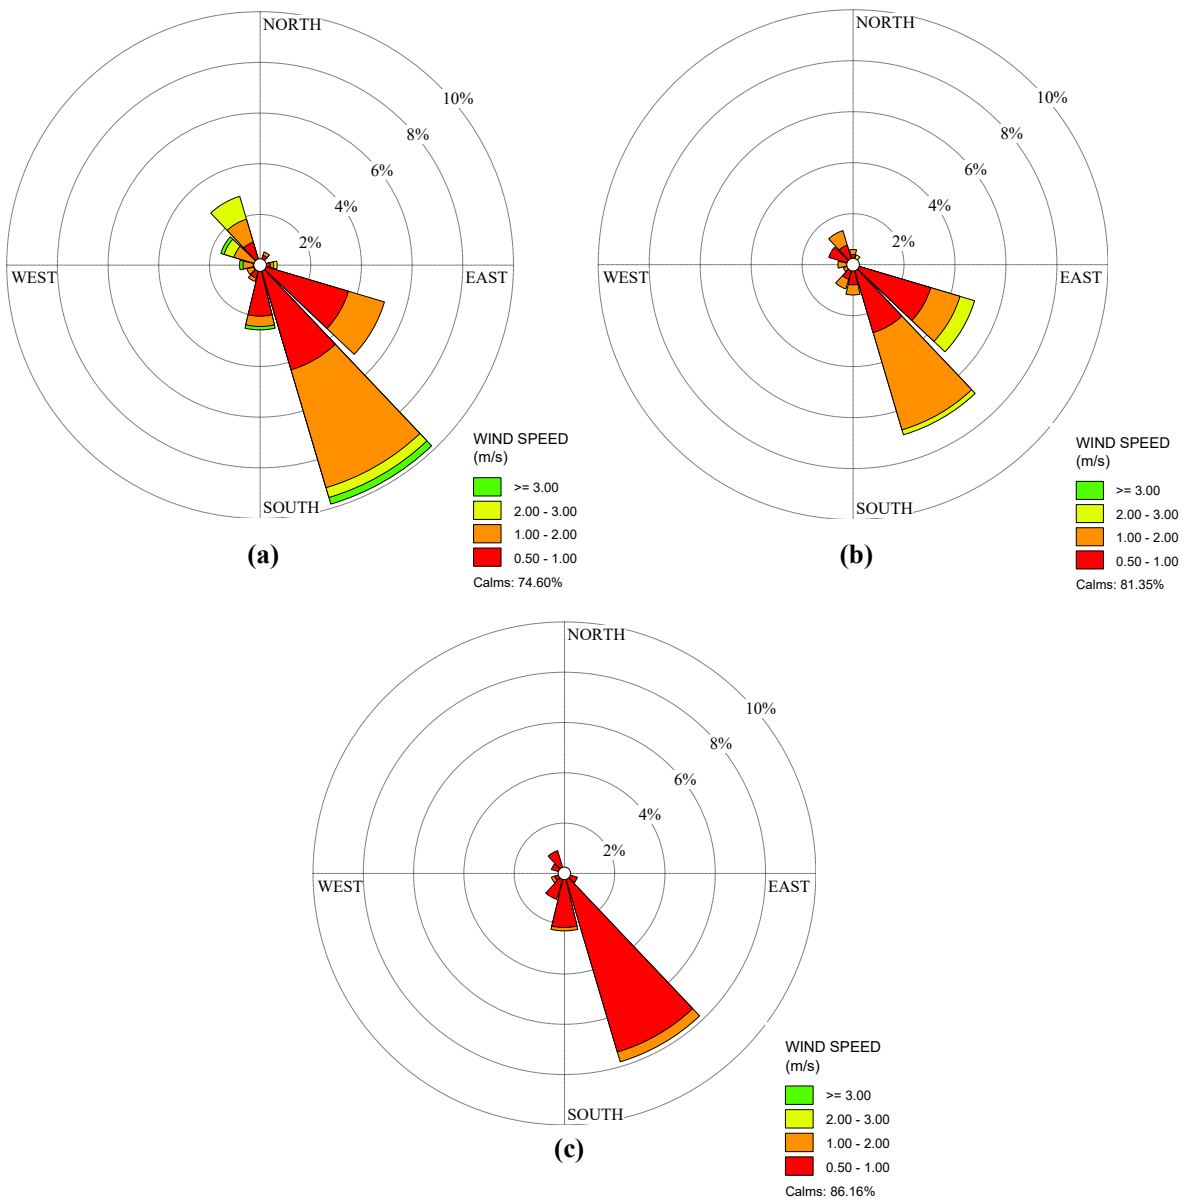 NORTH
10%
8%
6%
4%
2%
WEST
EAST
SOUTH
WIND SPEED
(m/s)
>= 3.00
2.00 - 3.00
1.00 - 2.00
0.50 - 1.00
Calms: 74.60%
(a)
NORTH
10%
8%
6%
4%
2%
WEST
EAST
SOUTH
WIND SPEED
(m/s)
>= 3.00
2.00 - 3.00
1.00 - 2.00
0.50 - 1.00
Calms: 81.35%
(b)
NORTH
10%
8%
6%
4%
2%
WEST
EAST
SOUTH
WIND SPEED
(m/s)
>= 3.00
2.00 - 3.00
1.00 - 2.00
0.50 - 1.00
Calms: 86.16%
(c)